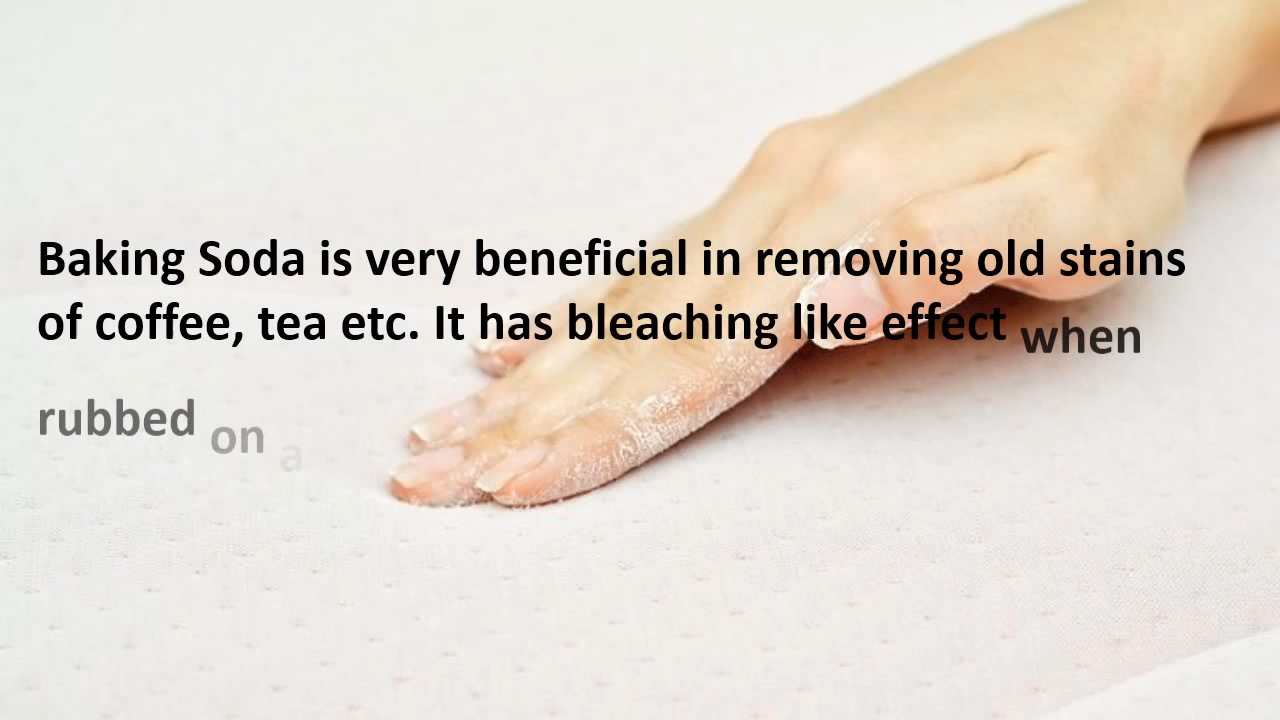 Baking Soda is very beneficial in removing old stains
of coffee, tea etc. It has bleaching like effect when
rubbed on a